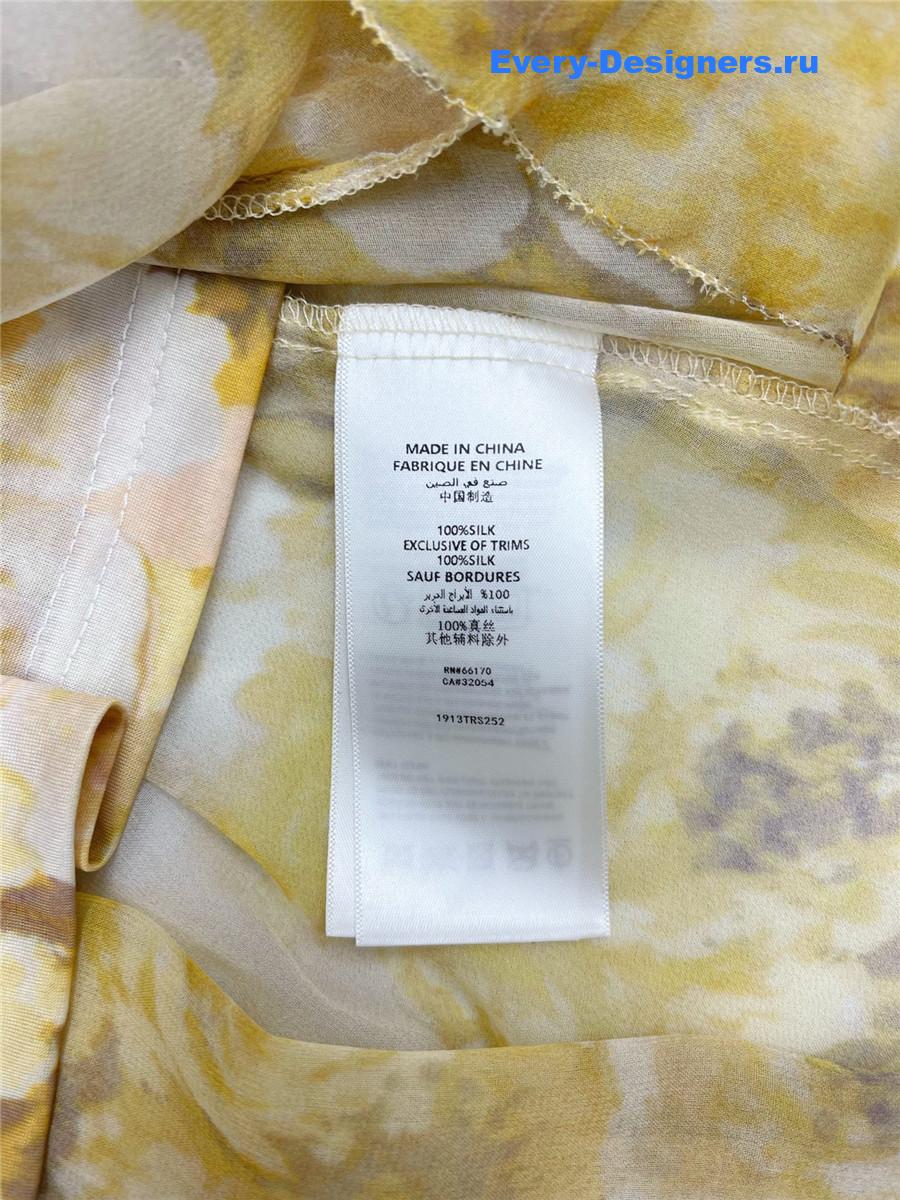 Every-Designers.ru
MADE IN CHINA
FABRIQUE EN CHINE
صنع في الصين
中国制造
100%SILK
EXCLUSIVE OF TRIMS
100%SILK
SAUF BORDURES
%100 الأبراج الحرير
باستثناء المواد الصاعدة الأخرى
100%真丝
其他辅料除外
RN#66170
CA#32054
1913TRS252